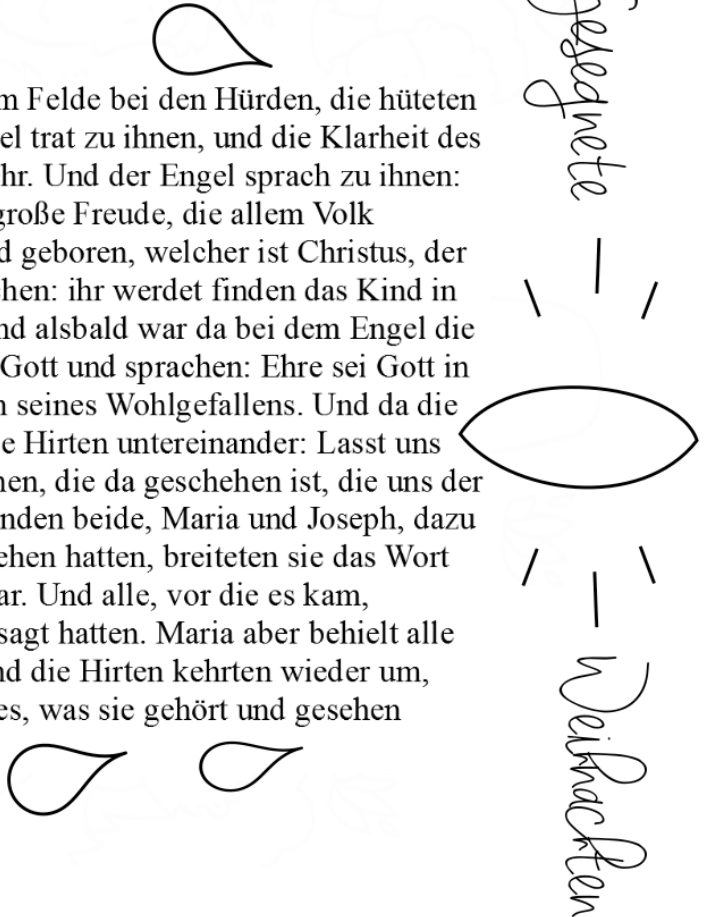 m Felde bei den Hürden, die hüteten
el trat zu ihnen, und die Klarheit des
hr. Und der Engel sprach zu ihnen:
große Freude, die allem Volk
d geboren, welcher ist Christus, der
hen: ihr werdet finden das Kind in
nd alsbald war da bei dem Engel die
Gott und sprachen: Ehre sei Gott in
n seines Wohlgefallens. Und da die
e Hirten untereinander: Lasst uns
hen, die da geschehen ist, die uns der
nden beide, Maria und Joseph, dazu
ehen hatten, breiteten sie das Wort
ar. Und alle, vor die es kam,
sagt hatten. Maria aber behielt alle
nd die Hirten kehrten wieder um,
es, was sie gehört und gesehen
Gesegnete
Weihnachten